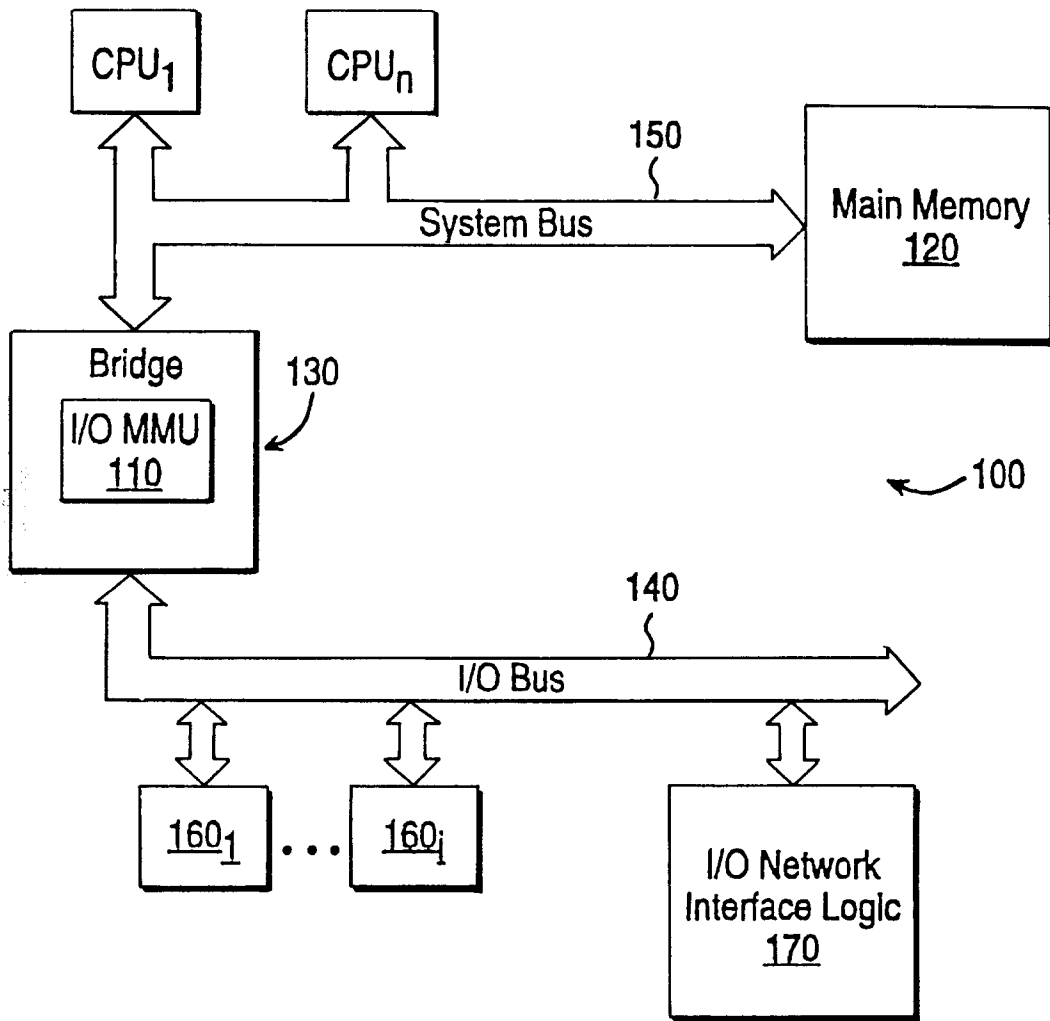 CPU1
CPUn
150
System Bus
Main Memory
120
Bridge
I/O MMU
110
130
100
140
I/O Bus
1601
• • •
160i
I/O Network
Interface Logic
170